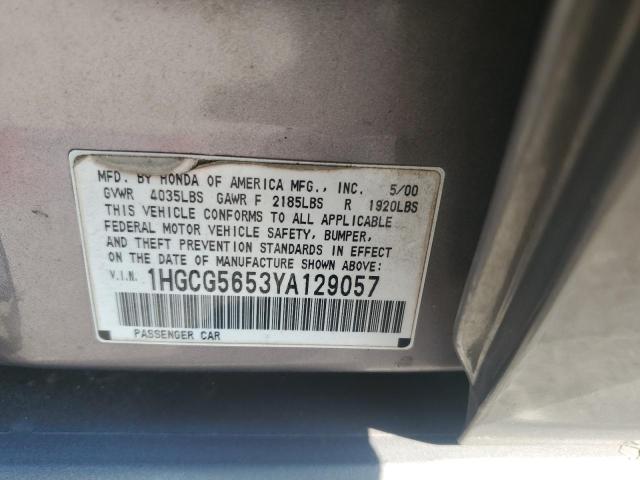 MFD. BY HONDA OF AMERICA MFG., INC. 5/00
GVWR 4035LBS GAWR F 2185LBS R 1920LBS
THIS VEHICLE CONFORMS TO ALL APPLICABLE
FEDERAL MOTOR VEHICLE SAFETY, BUMPER,
AND THEFT PREVENTION STANDARDS IN EFFECT
ON THE DATE OF MANUFACTURE SHOWN ABOVE:
V.I.N. 1HGCG5653YA129057
PASSENGER CAR